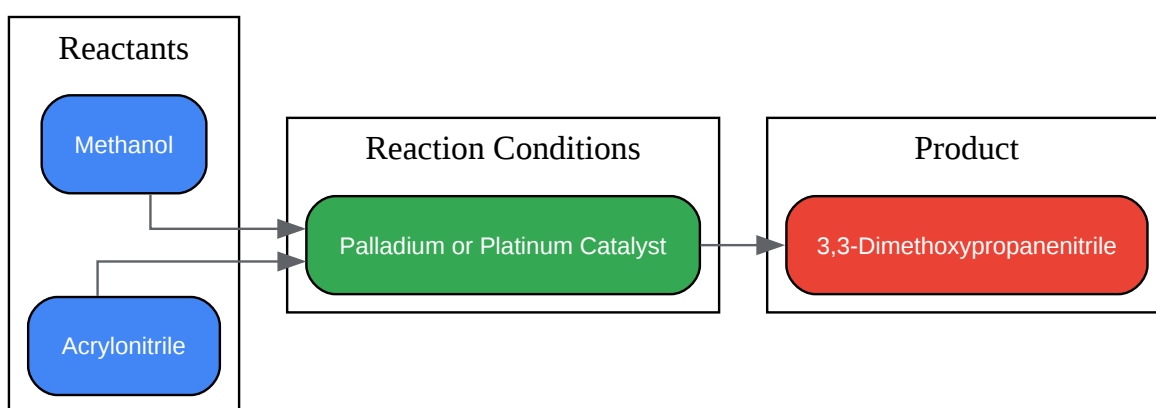 Reactants
Methanol
Acrylonitrile
Reaction Conditions
Palladium or Platinum Catalyst
Product
3,3-Dimethoxypropanenitrile